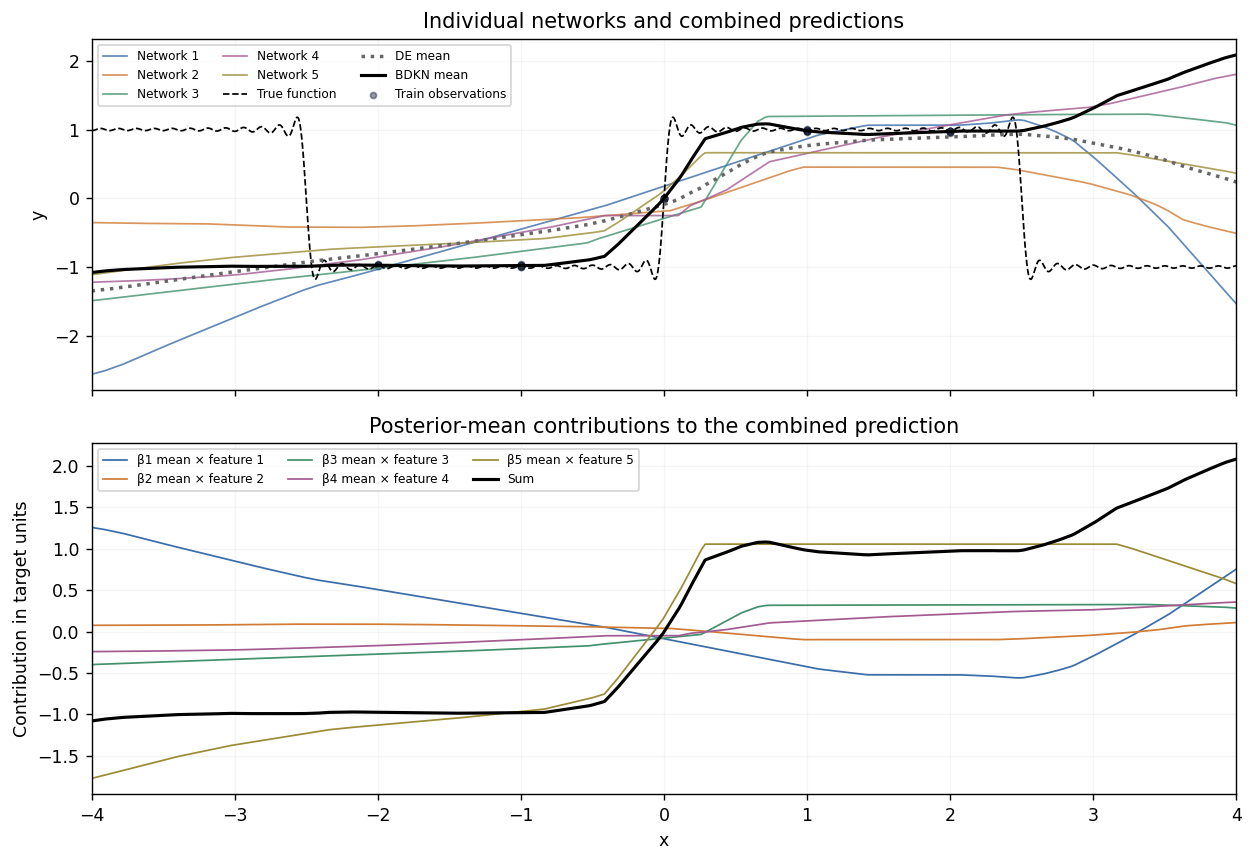 Individual networks and combined predictions
Network 1
Network 2
Network 3
Network 4
Network 5
True function
DE mean
BDKN mean
Train observations
2
1
0
−1
−2
y
Posterior-mean contributions to the combined prediction
β1 mean × feature 1
β2 mean × feature 2
β3 mean × feature 3
β4 mean × feature 4
β5 mean × feature 5
Sum
2.0
1.5
1.0
0.5
0.0
−0.5
−1.0
−1.5
Contribution in target units
−4 −3 −2 −1 0 1 2 3 4
x